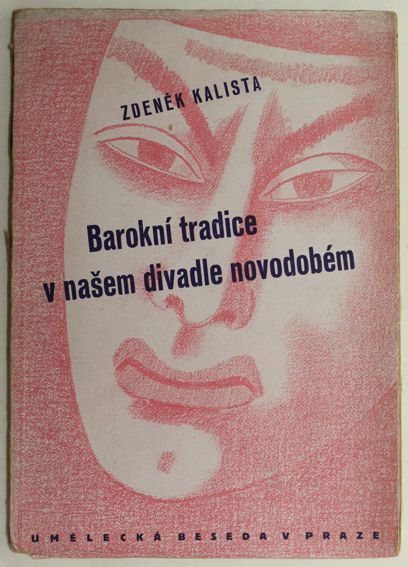 ZDENĚK KALISTA
Barokní tradice
v našem divadle novodobém
UMĚLECKÁ BESEDA V PRAZE